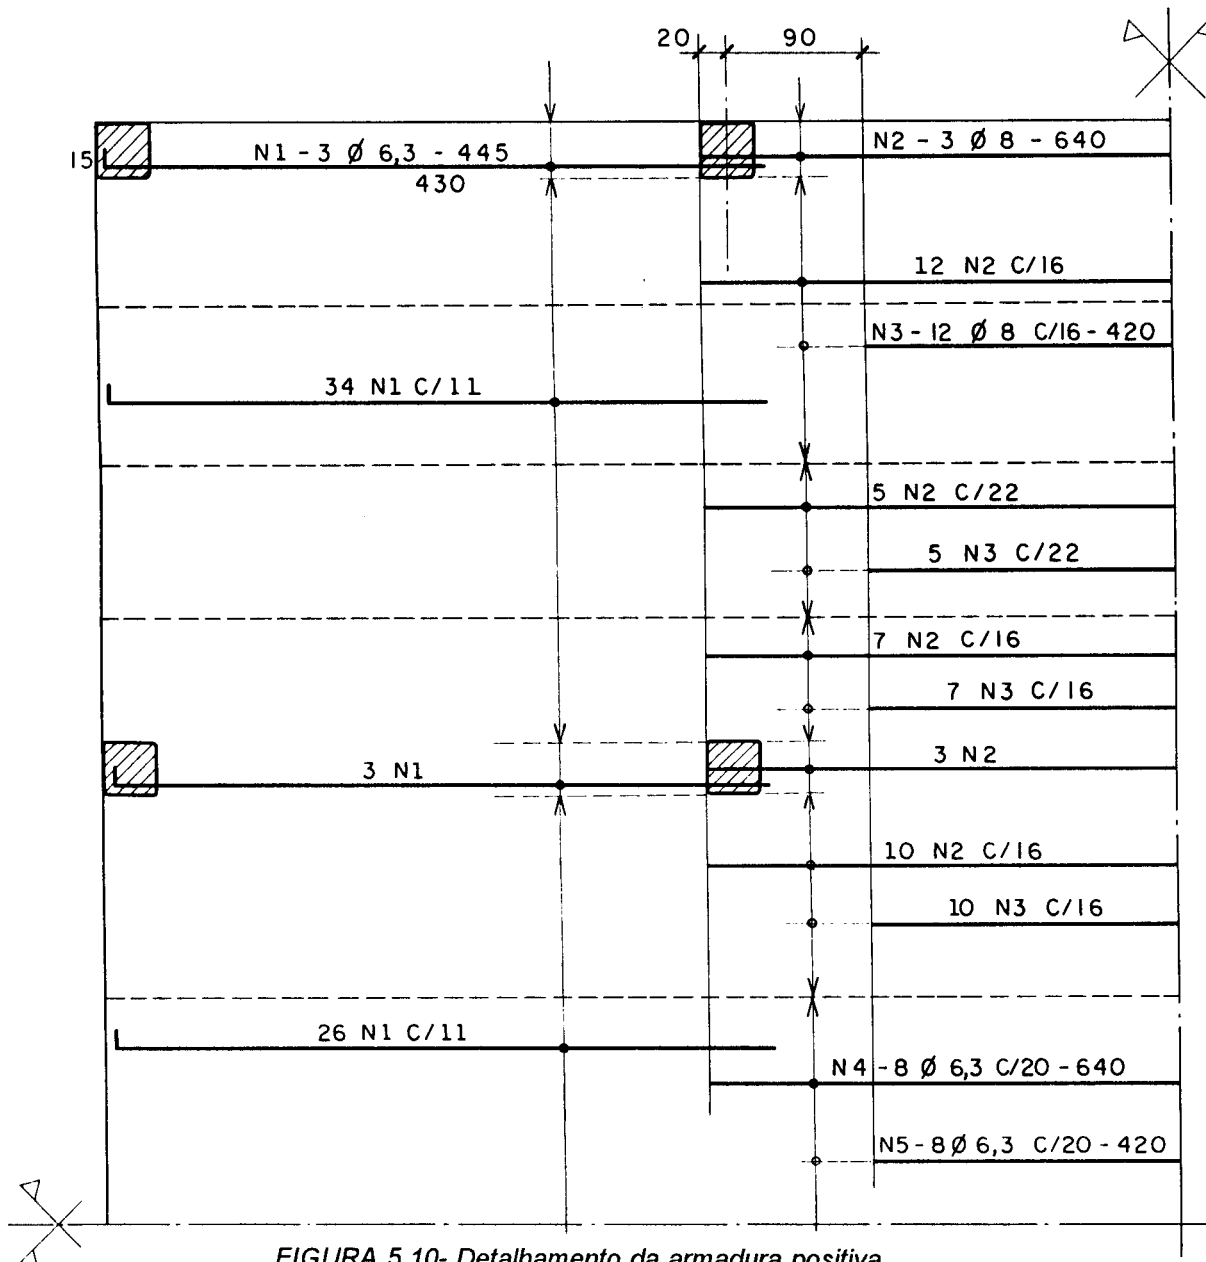 20 90
N1 - 3 Ø 6,3 - 445
15
430
N2 - 3 Ø 8 - 640
12 N2 C/16
N3 - 12 Ø 8 C/16 - 420
34 N1 C/11
5 N2 C/22
5 N3 C/22
7 N2 C/16
7 N3 C/16
3 N1
3 N2
10 N2 C/16
10 N3 C/16
26 N1 C/11
N4 - 8 Ø 6,3 C/20 - 640
N5 - 8 Ø 6,3 C/20 - 420
FIGURA 5.10- Detalhamento da armadura positiva